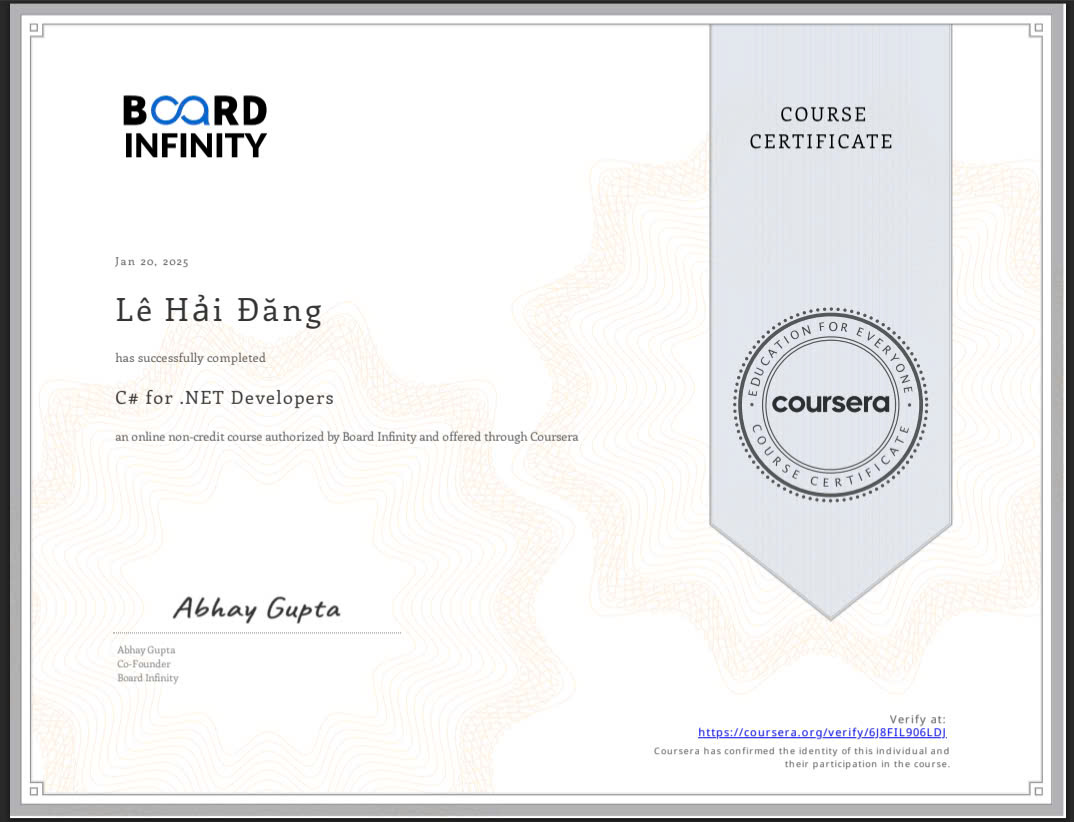 BOARD
INFINITY
COURSE
CERTIFICATE
Jan 20, 2025
Lê Hải Đăng
has successfully completed
C# for .NET Developers
an online non-credit course authorized by Board Infinity and offered through Coursera
EDUCATION FOR EVERYONE
coursera
COURSE CERTIFICATE
Abhay Gupta
Abhay Gupta
Co-Founder
Board Infinity
Verify at:
https://coursera.org/verify/6J8FIL906LDJ
Coursera has confirmed the identity of this individual and
their participation in the course.